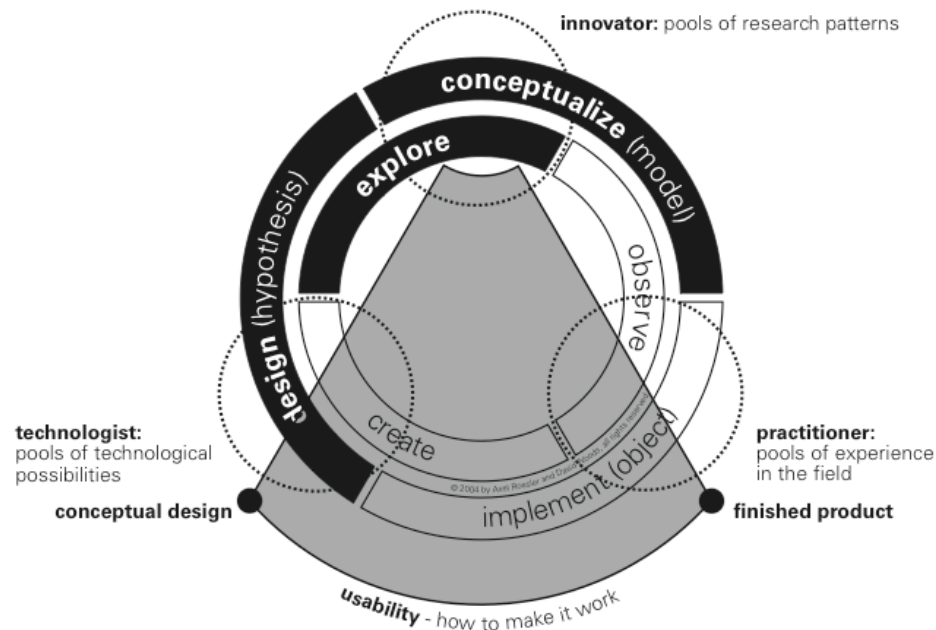 innovator: pools of research patterns
conceptualize (model)
explore
design (hypothesis)
observe
create
implement (object)
technologist:
pools of technological
possibilities
practitioner:
pools of experience
in the field
conceptual design
finished product
usability - how to make it work